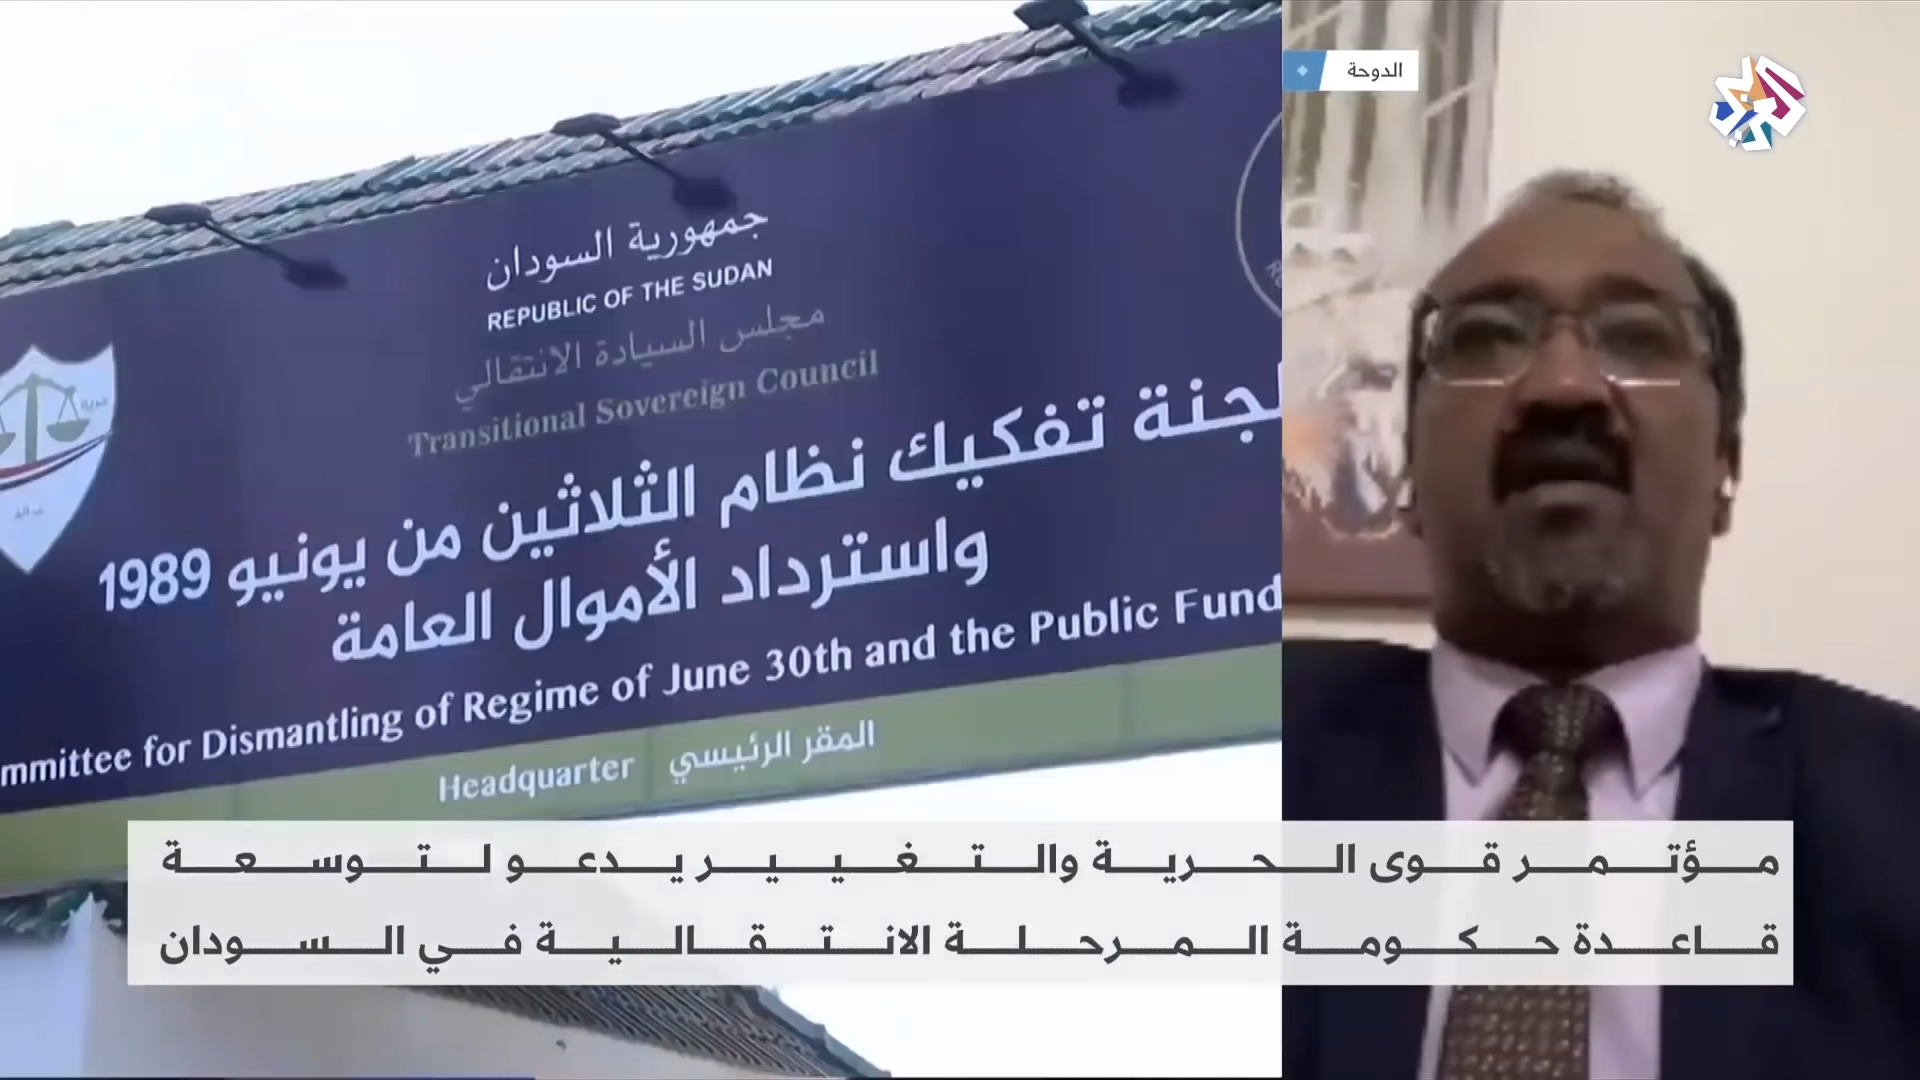 الدوحة
جمهورية السودان
REPUBLIC OF THE SUDAN
مجلس السيادة الانتقالي
Transitional Sovereign Council
لجنة تفكيك نظام الثلاثين من يونيو 1989
واسترداد الأموال العامة
mmittee for Dismantling of Regime of June 30th and the Public Fund
Headquarter المقر الرئيسي
مؤتمر قوى الحرية والتغيير يدعو لتوسعة
قاعدة حكومة المرحلة الانتقالية في السودان